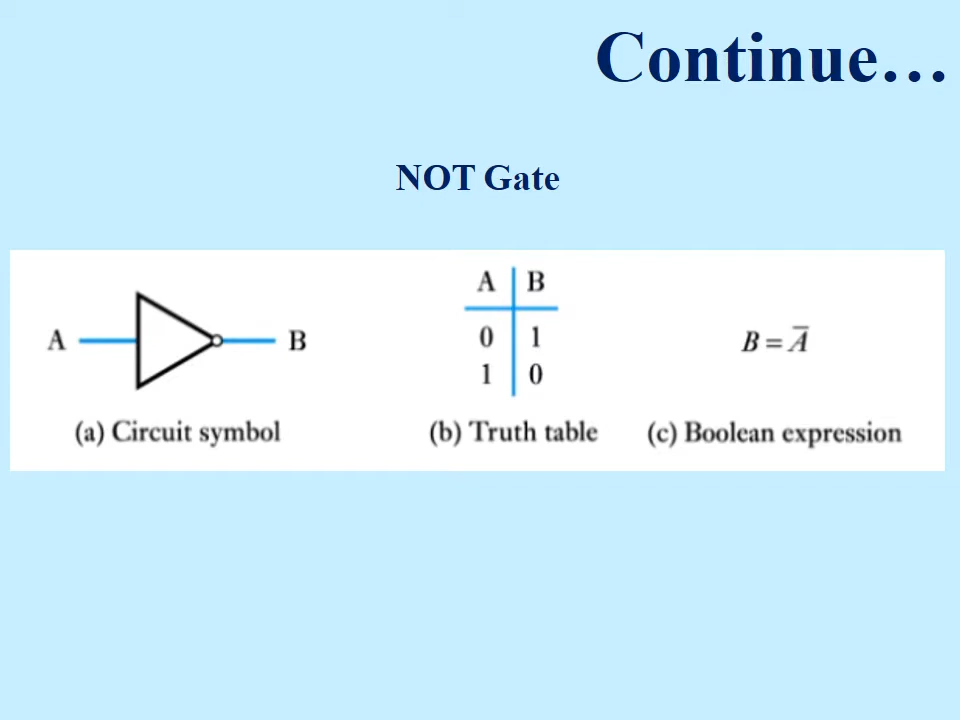 Continue…
NOT Gate
A B
A B
0 1
1 0
B = A̅
(a) Circuit symbol
(b) Truth table
(c) Boolean expression